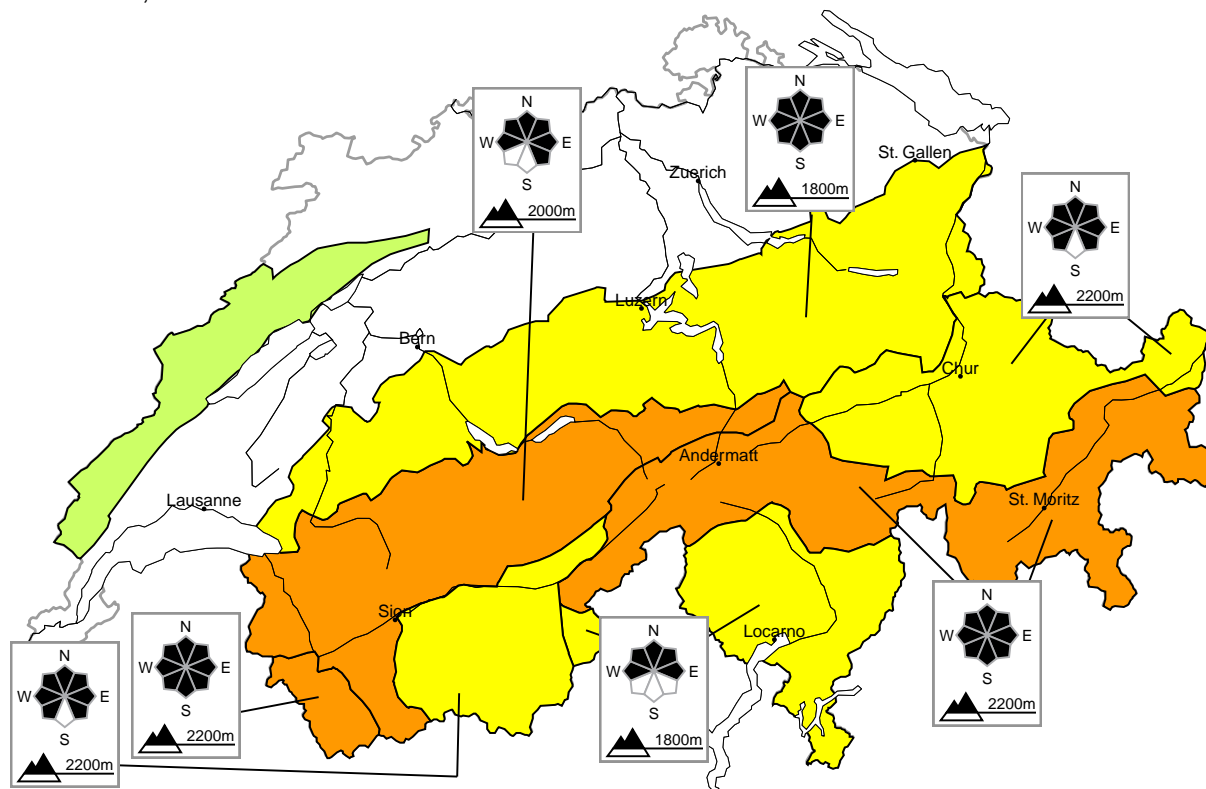 N
W E
S
1800m
N
W E
S
2000m
St. Gallen
Zuerich
N
W E
S
2200m
Luzern
Bern
Chur
Andermatt
Lausanne
St. Moritz
N
W E
S
2200m
Sion
N
W E
S
2200m
Locarno
N
W E
S
1800m
N
W E
S
2200m